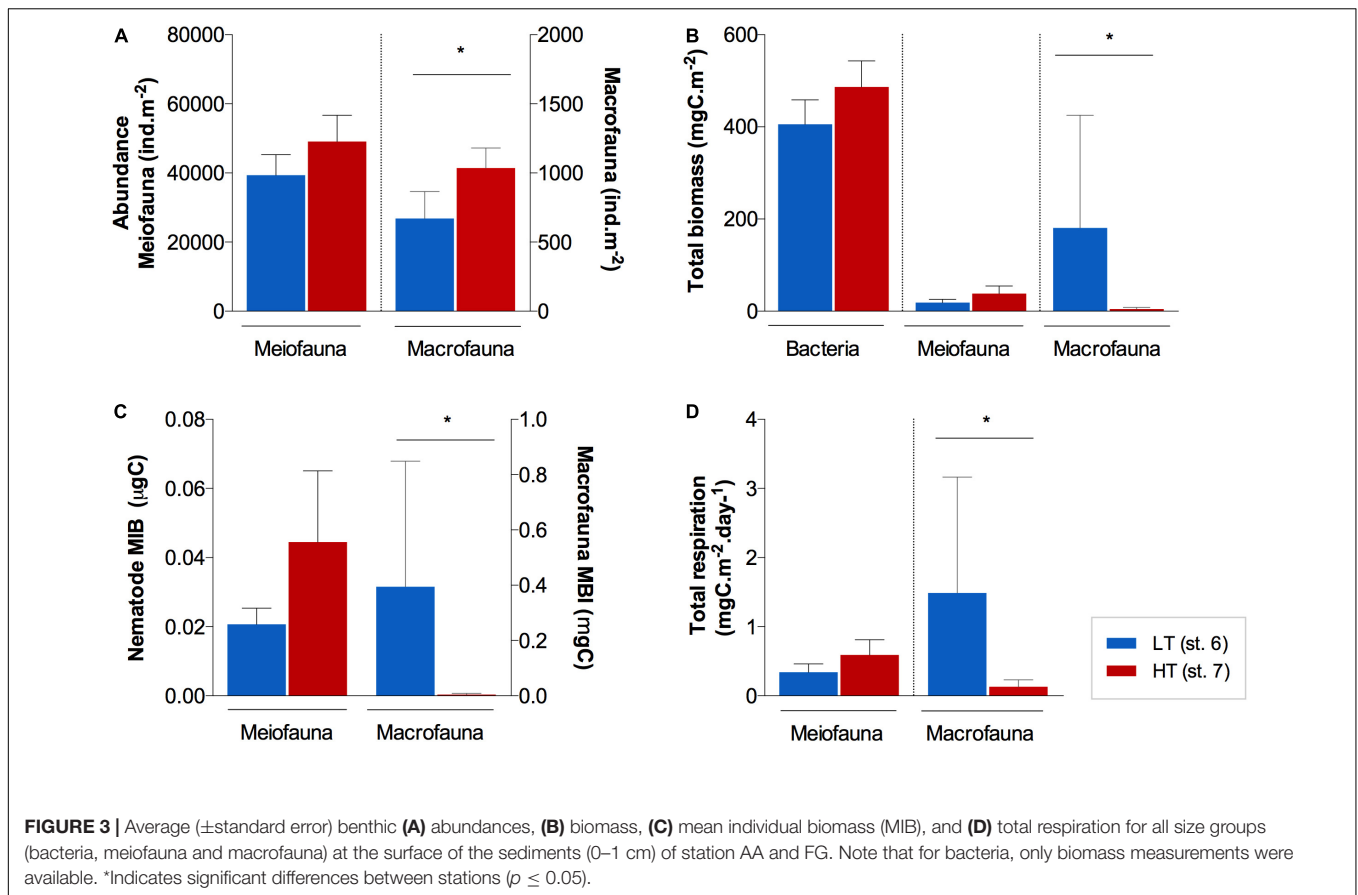 A
80000
60000
40000
20000
0
Abundance
Meiofauna (ind.m-²)
2000
1500
1000
500
0
Macrofauna (ind.m-²)
*
Meiofauna
Macrofauna
B
600
400
200
0
Total biomass (mgC.m-²)
*
Bacteria
Meiofauna
Macrofauna
C
0.08
0.06
0.04
0.02
0.00
Nematode MIB (µgC)
1.0
0.8
0.6
0.4
0.2
0.0
Macrofauna MBI (mgC)
*
Meiofauna
Macrofauna
D
4
3
2
1
0
Total respiration
(mgC.m-².day-¹)
*
Meiofauna
Macrofauna
LT (st. 6)
HT (st. 7)
FIGURE 3 | Average (±standard error) benthic (A) abundances, (B) biomass, (C) mean individual biomass (MIB), and (D) total respiration for all size groups
(bacteria, meiofauna and macrofauna) at the surface of the sediments (0–1 cm) of station AA and FG. Note that for bacteria, only biomass measurements were
available. *Indicates significant differences between stations (p ≤ 0.05).